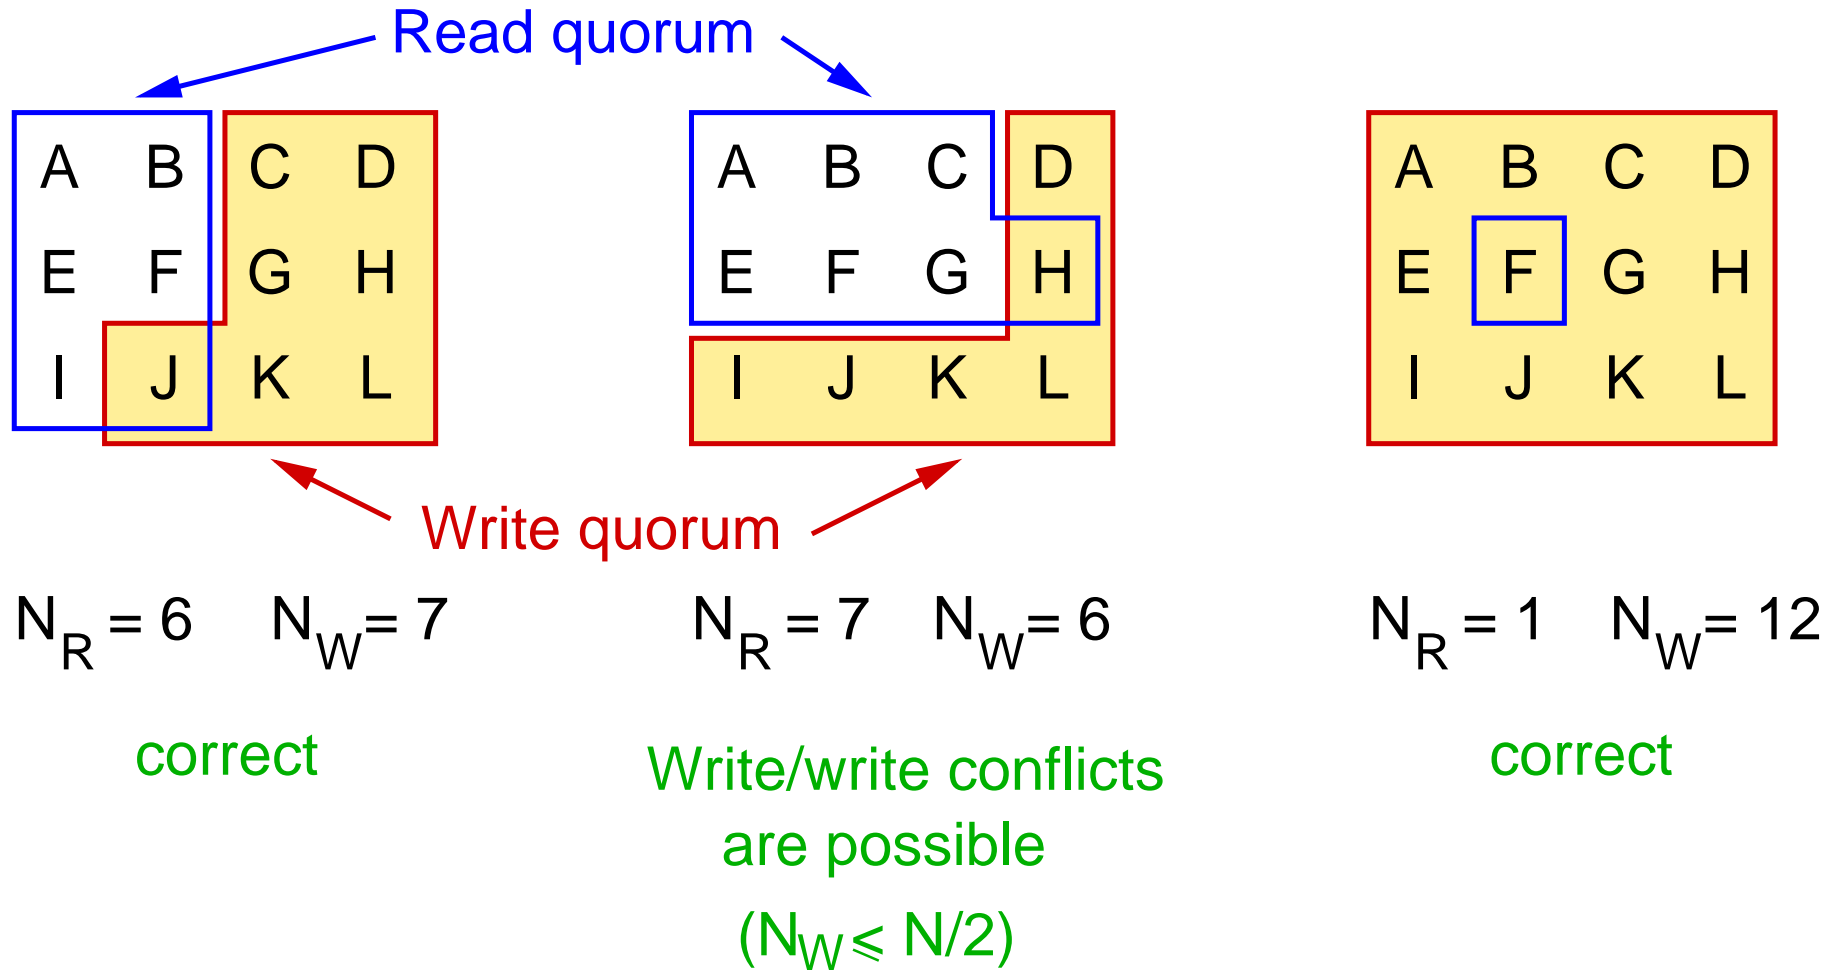 Read quorum
A B C D
E F G H
I J K L
A B C D
E F G H
I J K L
A B C D
E F G H
I J K L
Write quorum
N_R = 6 N_W = 7
N_R = 7 N_W = 6
N_R = 1 N_W = 12
correct
Write/write conflicts
are possible
(N_W ⩽ N/2)
correct